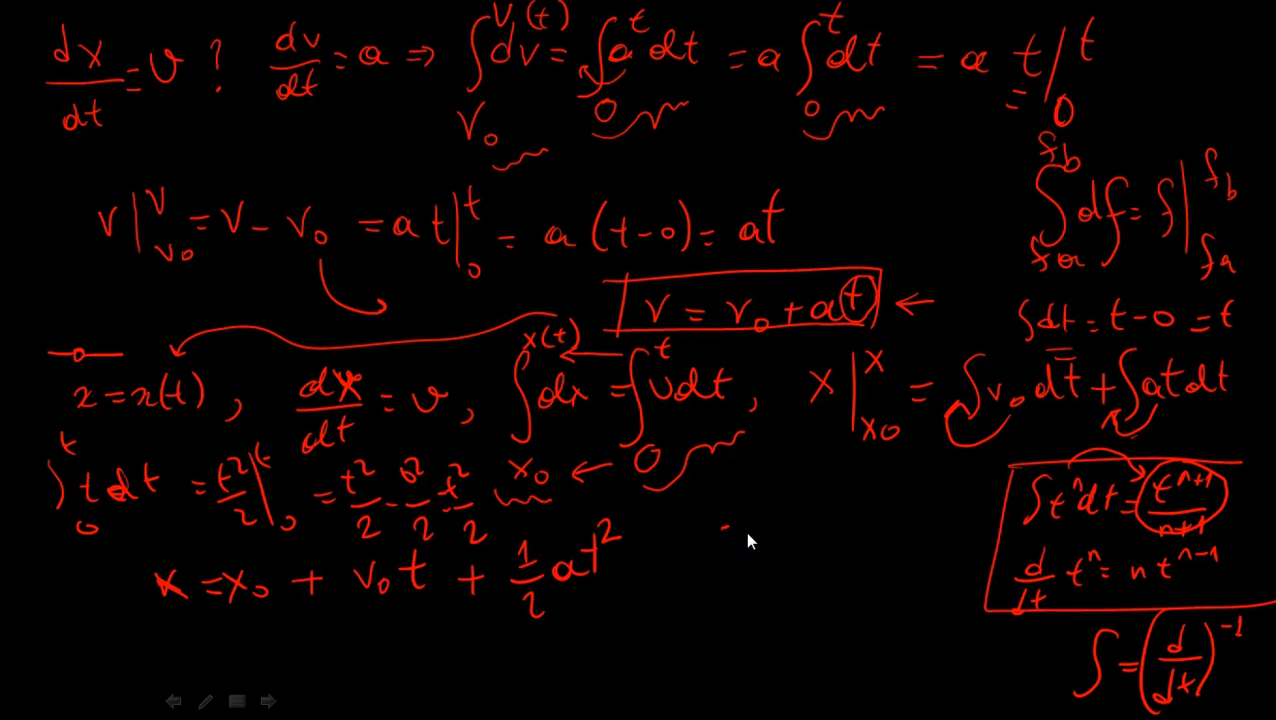 dx/dt = v ? dv/dt = a ⇒ ∫_{v₀}^{v(t)} dv = ∫_0^t a dt = a ∫_0^t dt = a t |_0^t
∫_{fa}^{fb} df = f |_{fa}^{fb}
v |_{v₀}^{v} = v - v₀ = a t |_0^t = a (t - 0) = at
v = v₀ + at
∫dt = t - 0 = t
x = x(t), dx/dt = v, ∫_{x₀}^{x(t)} dx = ∫_0^t v dt, x |_{x₀}^{x} = ∫v₀ dt + ∫at dt
∫_0^t t dt = t²/2 |_0^t = t²/2 - 0²/2 = t²/2
x = x₀ + v₀t + 1/2 at²
∫tⁿdt = tⁿ⁺¹/n+1
d/dt tⁿ = n tⁿ⁻¹
∫ = (d/dt)⁻¹